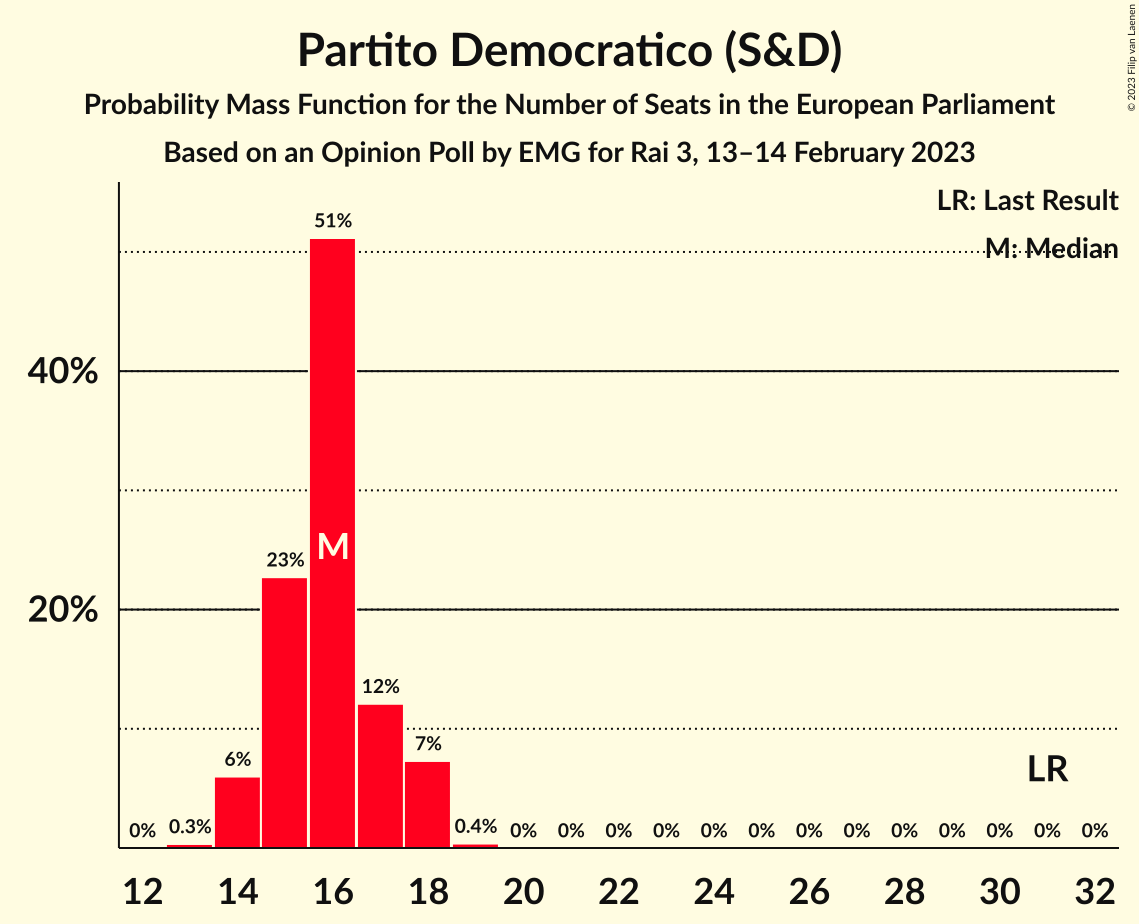 Partito Democratico (S&D)
Probability Mass Function for the Number of Seats in the European Parliament
Based on an Opinion Poll by EMG for Rai 3, 13–14 February 2023
© 2023 Filip van Laenen
LR: Last Result
M: Median
40%
20%
0% 0.3% 6% 23% 51% 12% 7% 0.4% 0% 0% 0% 0% 0% 0% 0% 0% 0% 0% 0% 0% 0%
M
LR
12 14 16 18 20 22 24 26 28 30 32